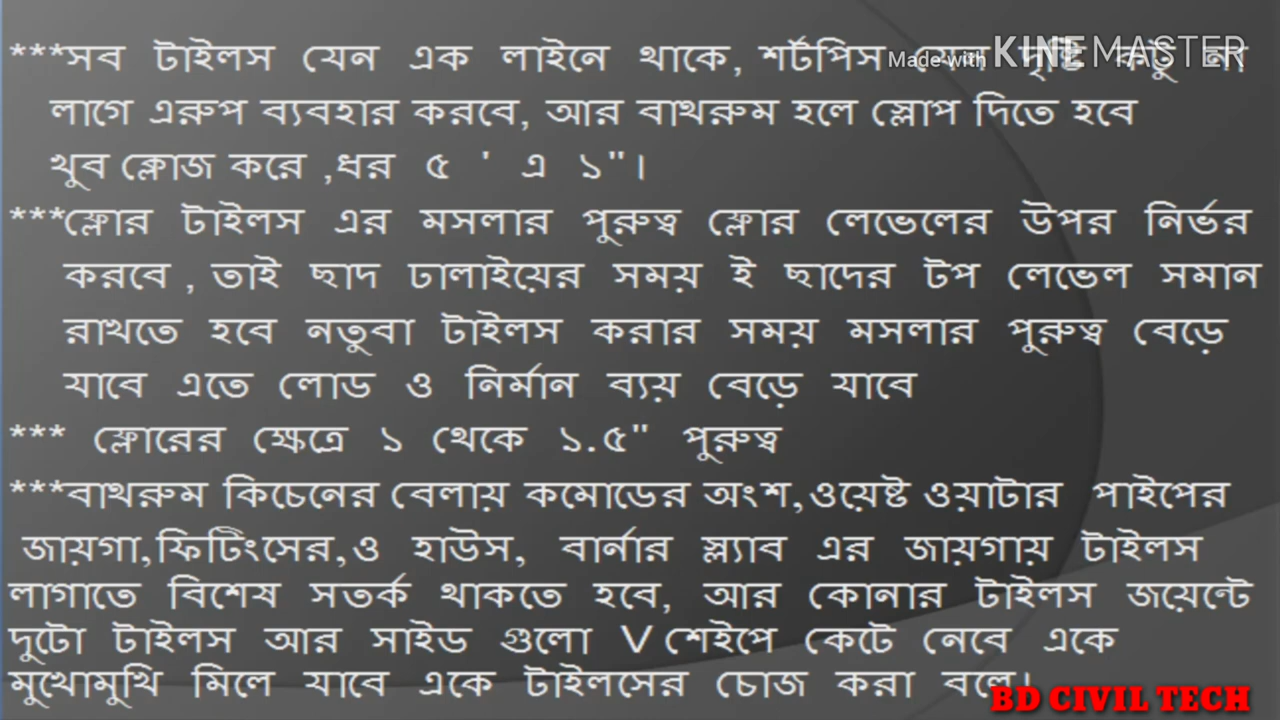 ***সব টাইলস যেন এক লাইনে থাকে, শর্টপিস যেন দৃষ্টি কটু না
Made with KINEMASTER
লাগে এরুপ ব্যবহার করবে, আর বাথরুম হলে স্লোপ দিতে হবে
খুব ক্লোজ করে ,ধর ৫ ' এ ১"।
***ফ্লোর টাইলস এর মসলার পুরুত্ব ফ্লোর লেভেলের উপর নির্ভর
করবে , তাই ছাদ ঢালাইয়ের সময় ই ছাদের টপ লেভেল সমান
রাখতে হবে নতুবা টাইলস করার সময় মসলার পুরুত্ব বেড়ে
যাবে এতে লোড ও নির্মান ব্যয় বেড়ে যাবে
*** ফ্লোরের ক্ষেত্রে ১ থেকে ১.৫" পুরুত্ব
***বাথরুম কিচেনের বেলায় কমোডের অংশ,ওয়েষ্ট ওয়াটার পাইপের
জায়গা,ফিটিংসের,ও হাউস, বার্নার স্ল্যাব এর জায়গায় টাইলস
লাগাতে বিশেষ সতর্ক থাকতে হবে, আর কোনার টাইলস জয়েন্টে
দুটো টাইলস আর সাইড গুলো V শেইপে কেটে নেবে একে
মুখোমুখি মিলে যাবে একে টাইলসের চোজ করা বলে।
BD CIVIL TECH